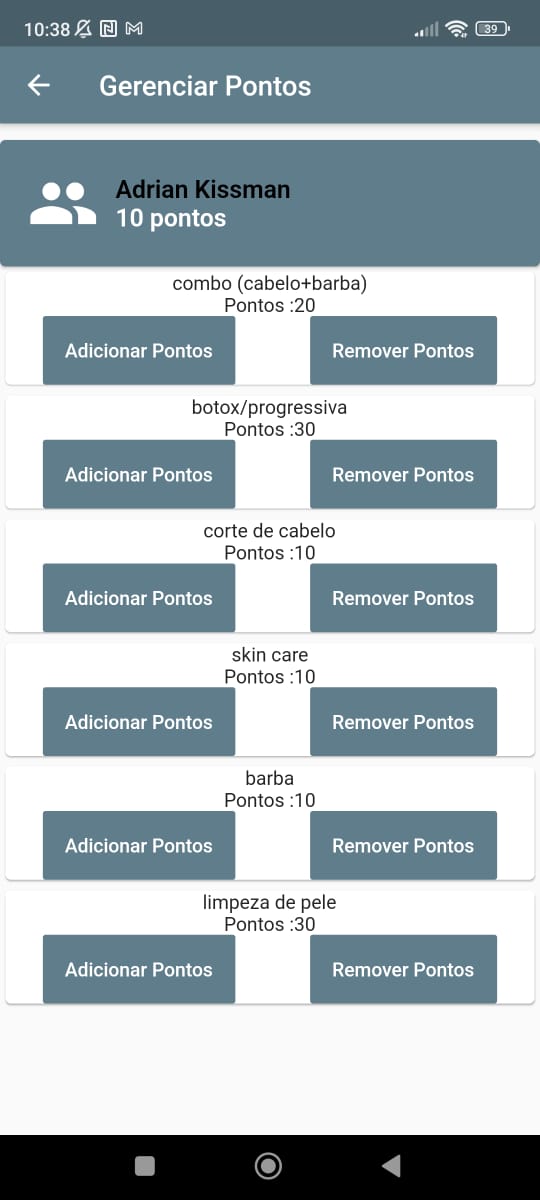 10:38
39
Gerenciar Pontos
Adrian Kissman
10 pontos
combo (cabelo+barba)
Pontos :20
Adicionar Pontos Remover Pontos
botox/progressiva
Pontos :30
Adicionar Pontos Remover Pontos
corte de cabelo
Pontos :10
Adicionar Pontos Remover Pontos
skin care
Pontos :10
Adicionar Pontos Remover Pontos
barba
Pontos :10
Adicionar Pontos Remover Pontos
limpeza de pele
Pontos :30
Adicionar Pontos Remover Pontos